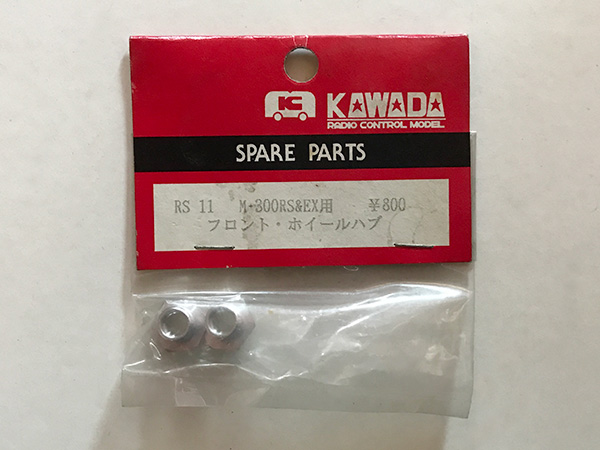 KAWADA
RADIO CONTROL MODEL
SPARE PARTS
RS 11 M・300RS&EX用 ¥800
フロント・ホイールハブ